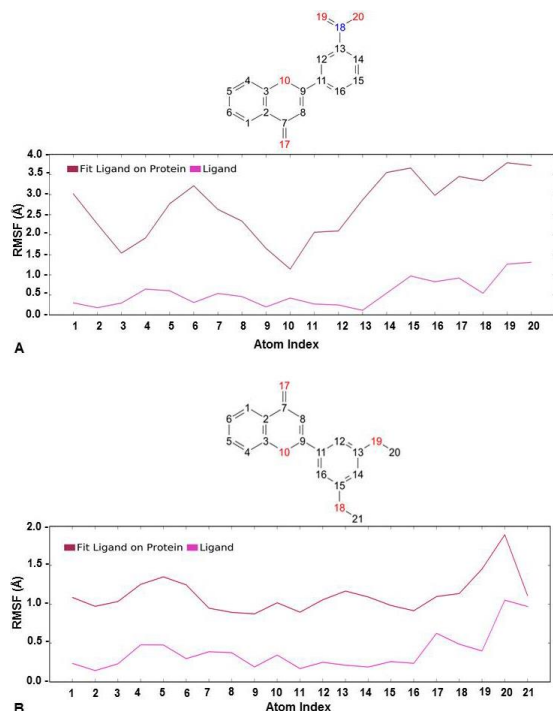 19 20
18
13
12 14
4 10 11 15
5 3 9 16
6 2 8
1 7
17
4.0
Fit Ligand on Protein Ligand
3.5
3.0
2.5
2.0
1.5
1.0
0.5
0.0
RMSF (Å)
1 2 3 4 5 6 7 8 9 10 11 12 13 14 15 16 17 18 19 20
Atom Index
A
17
1 7
6 2 8
5 3 9 12 19
4 10 11 13 20
16 14
15
18
21
2.0
Fit Ligand on Protein Ligand
1.5
1.0
0.5
0.0
RMSF (Å)
1 2 3 4 5 6 7 8 9 10 11 12 13 14 15 16 17 18 19 20 21
Atom Index
B